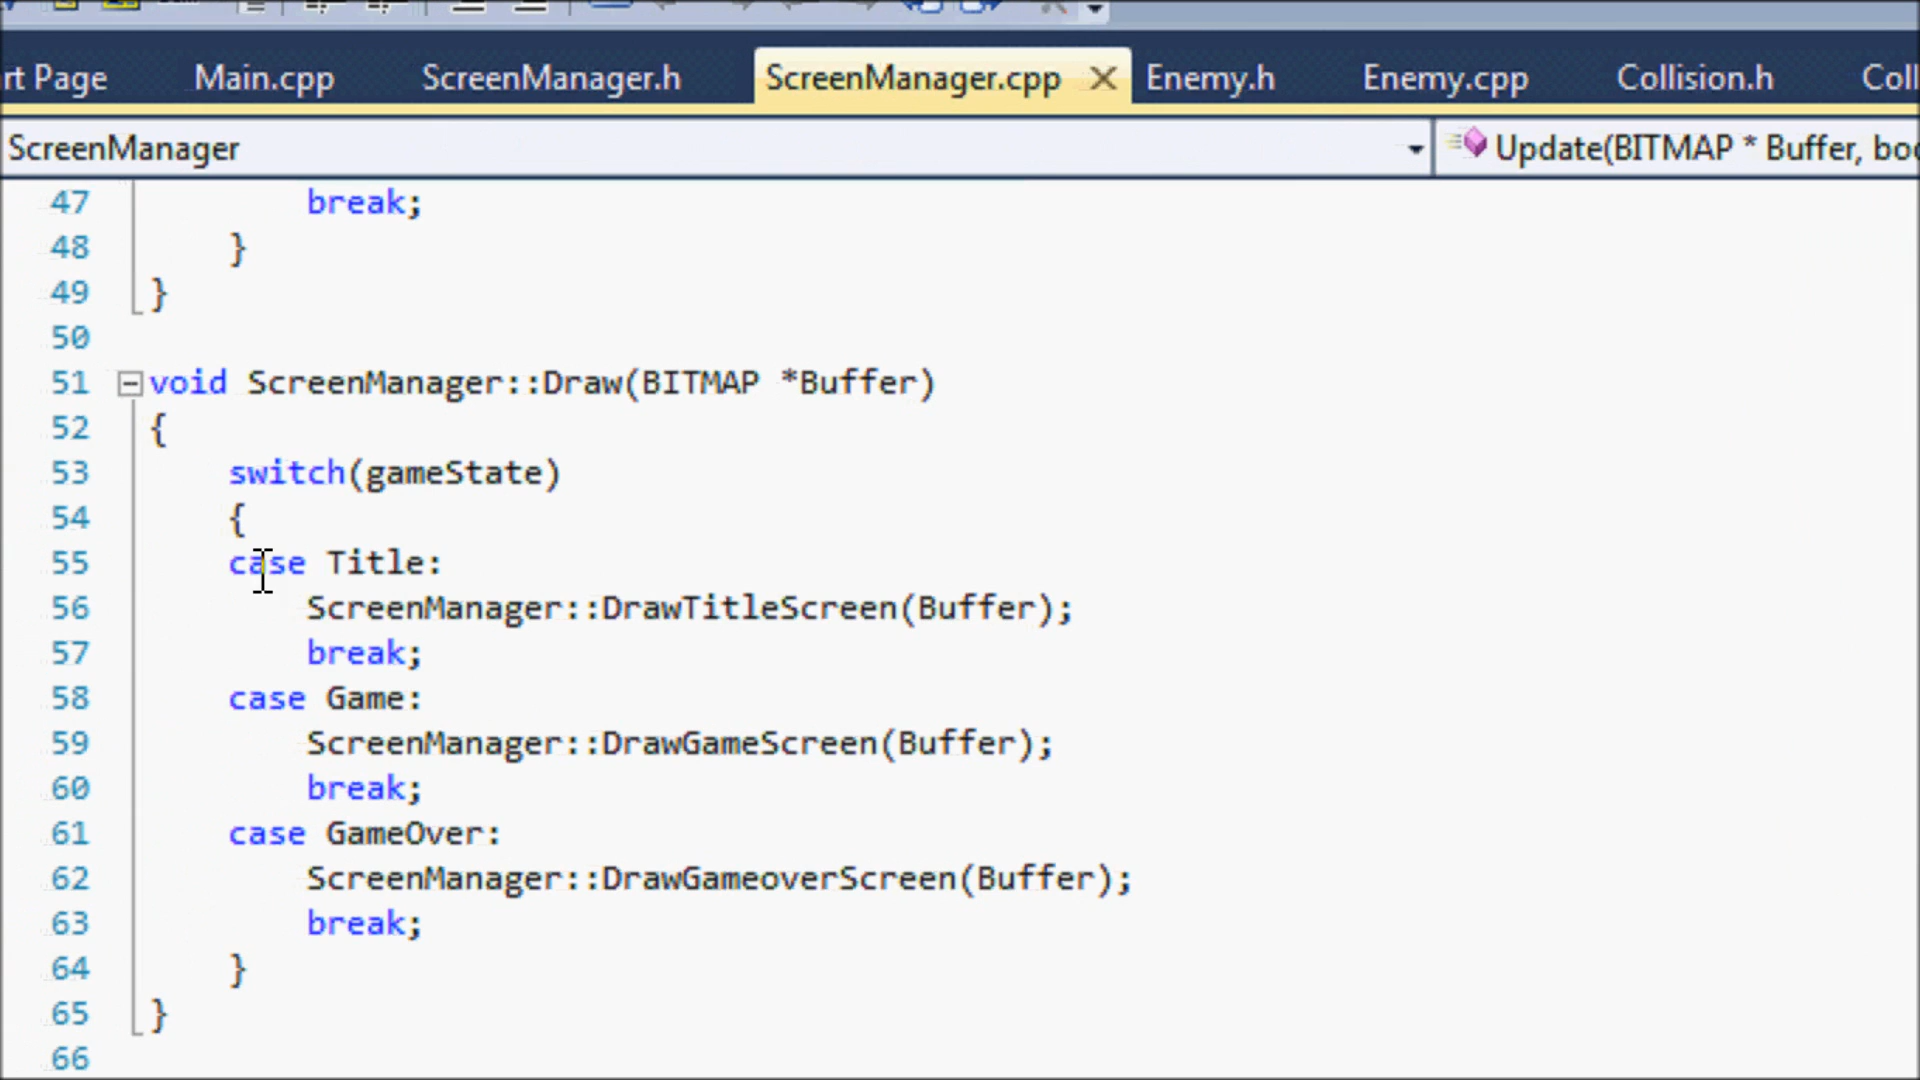 rt Page Main.cpp ScreenManager.h ScreenManager.cpp Enemy.h Enemy.cpp Collision.h Coll
ScreenManager Update(BITMAP * Buffer, boo
47 break;
48 }
49 }
50
51 void ScreenManager::Draw(BITMAP *Buffer)
52 {
53 switch(gameState)
54 {
55 case Title:
56 ScreenManager::DrawTitleScreen(Buffer);
57 break;
58 case Game:
59 ScreenManager::DrawGameScreen(Buffer);
60 break;
61 case GameOver:
62 ScreenManager::DrawGameoverScreen(Buffer);
63 break;
64 }
65 }
66